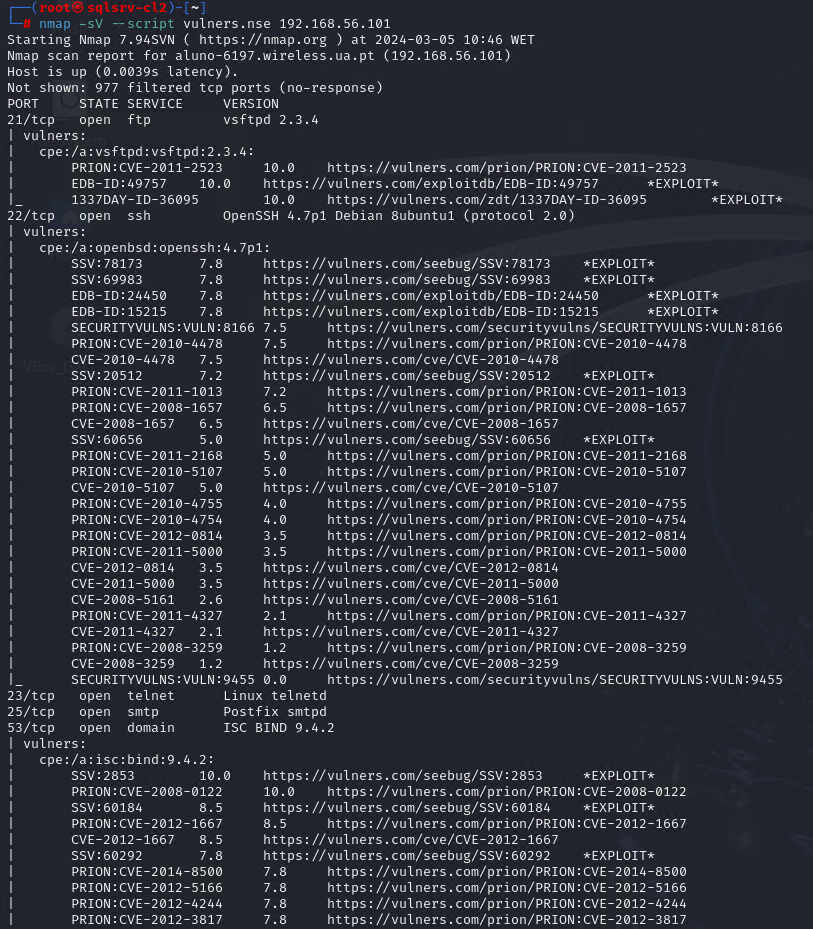 ┌──(root㉿sqlsrv-cl2)-[~]
└─# nmap -sV --script vulners.nse 192.168.56.101
Starting Nmap 7.94SVN ( https://nmap.org ) at 2024-03-05 10:46 WET
Nmap scan report for aluno-6197.wireless.ua.pt (192.168.56.101)
Host is up (0.0039s latency).
Not shown: 977 filtered tcp ports (no-response)
PORT     STATE SERVICE     VERSION
21/tcp   open  ftp         vsftpd 2.3.4
| vulners:
|   cpe:/a:vsftpd:vsftpd:2.3.4:
|       PRION:CVE-2011-2523     10.0    https://vulners.com/prion/PRION:CVE-2011-2523
|       EDB-ID:49757    10.0    https://vulners.com/exploitdb/EDB-ID:49757      *EXPLOIT*
|_      1337DAY-ID-36095        10.0    https://vulners.com/zdt/1337DAY-ID-36095        *EXPLOIT*
22/tcp   open  ssh         OpenSSH 4.7p1 Debian 8ubuntu1 (protocol 2.0)
| vulners:
|   cpe:/a:openbsd:openssh:4.7p1:
|       SSV:78173       7.8     https://vulners.com/seebug/SSV:78173    *EXPLOIT*
|       SSV:69983       7.8     https://vulners.com/seebug/SSV:69983    *EXPLOIT*
|       EDB-ID:24450    7.8     https://vulners.com/exploitdb/EDB-ID:24450      *EXPLOIT*
|       EDB-ID:15215    7.8     https://vulners.com/exploitdb/EDB-ID:15215      *EXPLOIT*
|       SECURITYVULNS:VULN:8166 7.5     https://vulners.com/securityvulns/SECURITYVULNS:VULN:8166
|       PRION:CVE-2010-4478     7.5     https://vulners.com/prion/PRION:CVE-2010-4478
|       CVE-2010-4478   7.5     https://vulners.com/cve/CVE-2010-4478
|       SSV:20512       7.2     https://vulners.com/seebug/SSV:20512    *EXPLOIT*
|       PRION:CVE-2011-1013     7.2     https://vulners.com/prion/PRION:CVE-2011-1013
|       PRION:CVE-2008-1657     6.5     https://vulners.com/prion/PRION:CVE-2008-1657
|       CVE-2008-1657   6.5     https://vulners.com/cve/CVE-2008-1657
|       SSV:60656       5.0     https://vulners.com/seebug/SSV:60656    *EXPLOIT*
|       PRION:CVE-2011-2168     5.0     https://vulners.com/prion/PRION:CVE-2011-2168
|       PRION:CVE-2010-5107     5.0     https://vulners.com/prion/PRION:CVE-2010-5107
|       CVE-2010-5107   5.0     https://vulners.com/cve/CVE-2010-5107
|       PRION:CVE-2010-4755     4.0     https://vulners.com/prion/PRION:CVE-2010-4755
|       PRION:CVE-2010-4754     4.0     https://vulners.com/prion/PRION:CVE-2010-4754
|       PRION:CVE-2012-0814     3.5     https://vulners.com/prion/PRION:CVE-2012-0814
|       PRION:CVE-2011-5000     3.5     https://vulners.com/prion/PRION:CVE-2011-5000
|       CVE-2012-0814   3.5     https://vulners.com/cve/CVE-2012-0814
|       CVE-2011-5000   3.5     https://vulners.com/cve/CVE-2011-5000
|       CVE-2008-5161   2.6     https://vulners.com/cve/CVE-2008-5161
|       PRION:CVE-2011-4327     2.1     https://vulners.com/prion/PRION:CVE-2011-4327
|       CVE-2011-4327   2.1     https://vulners.com/cve/CVE-2011-4327
|       PRION:CVE-2008-3259     1.2     https://vulners.com/prion/PRION:CVE-2008-3259
|       CVE-2008-3259   1.2     https://vulners.com/cve/CVE-2008-3259
|_      SECURITYVULNS:VULN:9455 0.0     https://vulners.com/securityvulns/SECURITYVULNS:VULN:9455
23/tcp   open  telnet      Linux telnetd
25/tcp   open  smtp        Postfix smtpd
53/tcp   open  domain      ISC BIND 9.4.2
| vulners:
|   cpe:/a:isc:bind:9.4.2:
|       SSV:2853        10.0    https://vulners.com/seebug/SSV:2853     *EXPLOIT*
|       PRION:CVE-2008-0122     10.0    https://vulners.com/prion/PRION:CVE-2008-0122
|       SSV:60184       8.5     https://vulners.com/seebug/SSV:60184    *EXPLOIT*
|       PRION:CVE-2012-1667     8.5     https://vulners.com/prion/PRION:CVE-2012-1667
|       CVE-2012-1667   8.5     https://vulners.com/cve/CVE-2012-1667
|       SSV:60292       7.8     https://vulners.com/seebug/SSV:60292    *EXPLOIT*
|       PRION:CVE-2014-8500     7.8     https://vulners.com/prion/PRION:CVE-2014-8500
|       PRION:CVE-2012-5166     7.8     https://vulners.com/prion/PRION:CVE-2012-5166
|       PRION:CVE-2012-4244     7.8     https://vulners.com/prion/PRION:CVE-2012-4244
|       PRION:CVE-2012-3817     7.8     https://vulners.com/prion/PRION:CVE-2012-3817